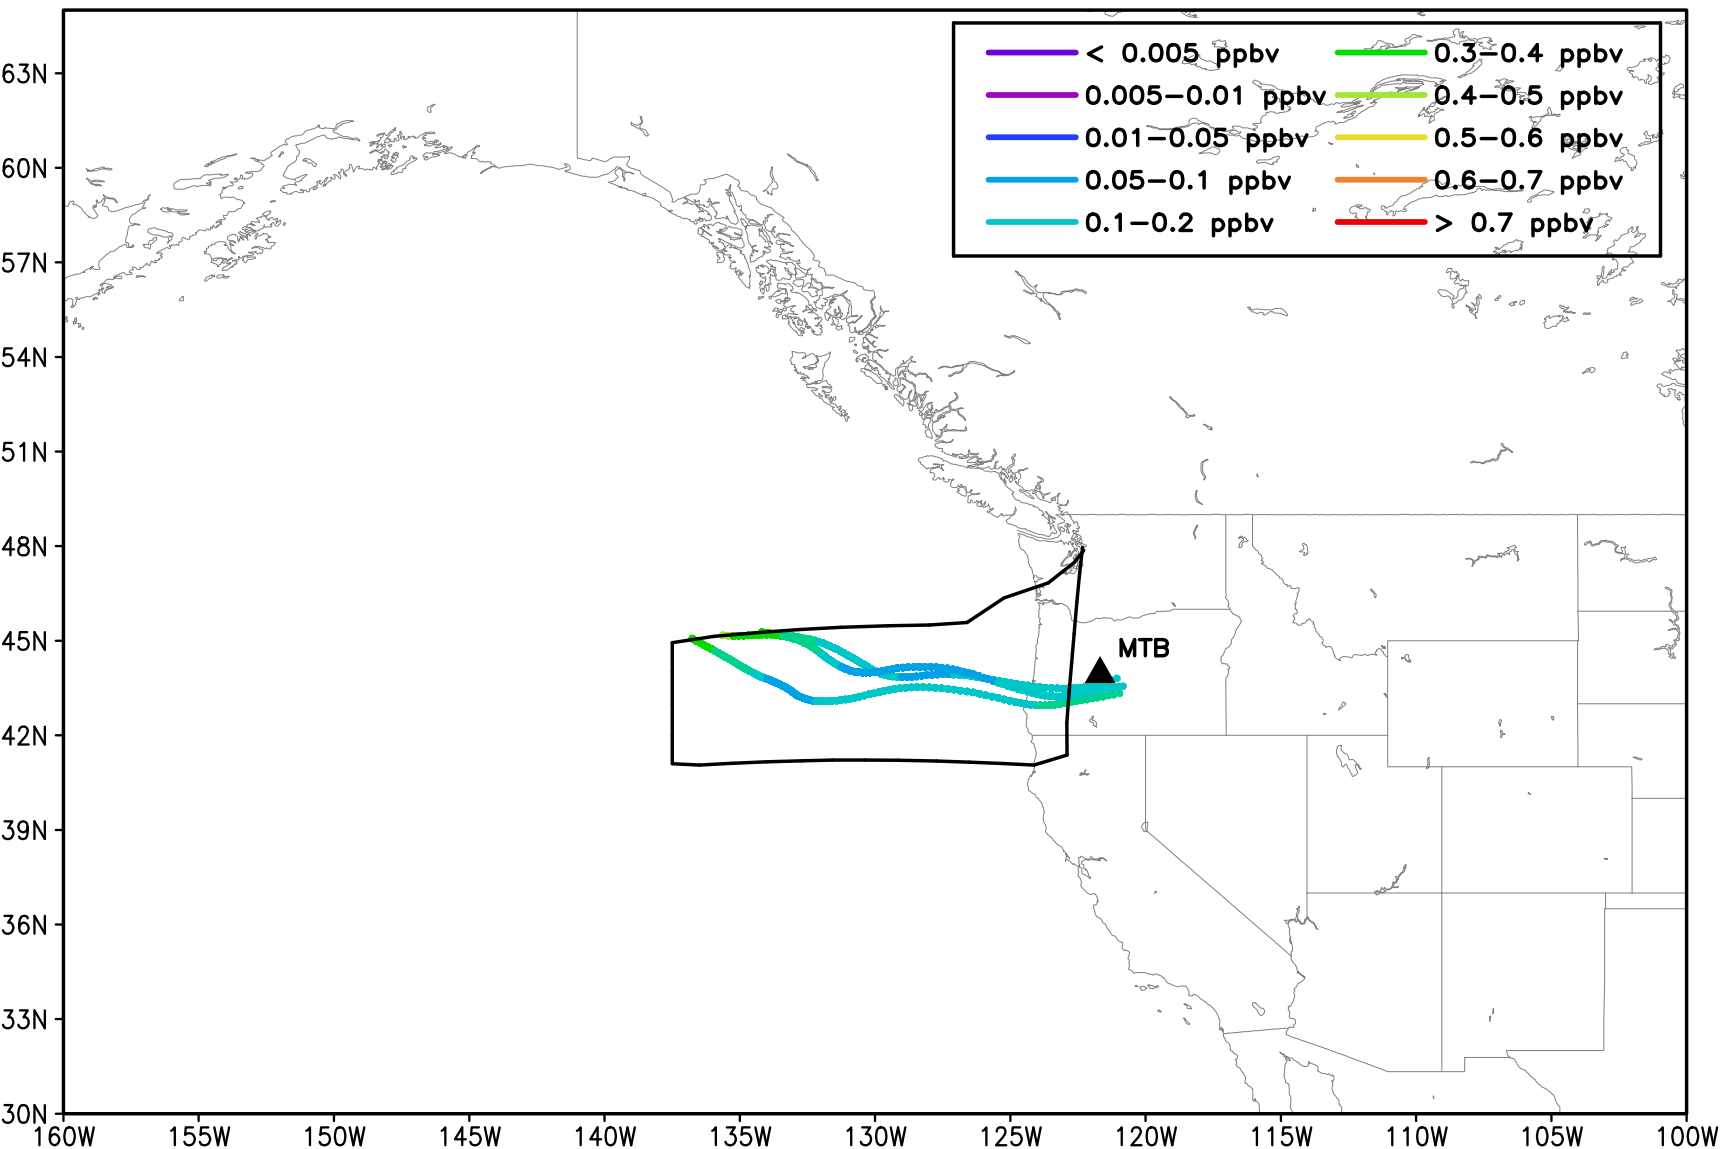 63N
60N
57N
54N
51N
48N
45N
42N
39N
36N
33N
30N
160W 155W 150W 145W 140W 135W 130W 125W 120W 115W 110W 105W 100W
< 0.005 ppbv
0.005-0.01 ppbv
0.01-0.05 ppbv
0.05-0.1 ppbv
0.1-0.2 ppbv
0.3-0.4 ppbv
0.4-0.5 ppbv
0.5-0.6 ppbv
0.6-0.7 ppbv
> 0.7 ppbv
MTB